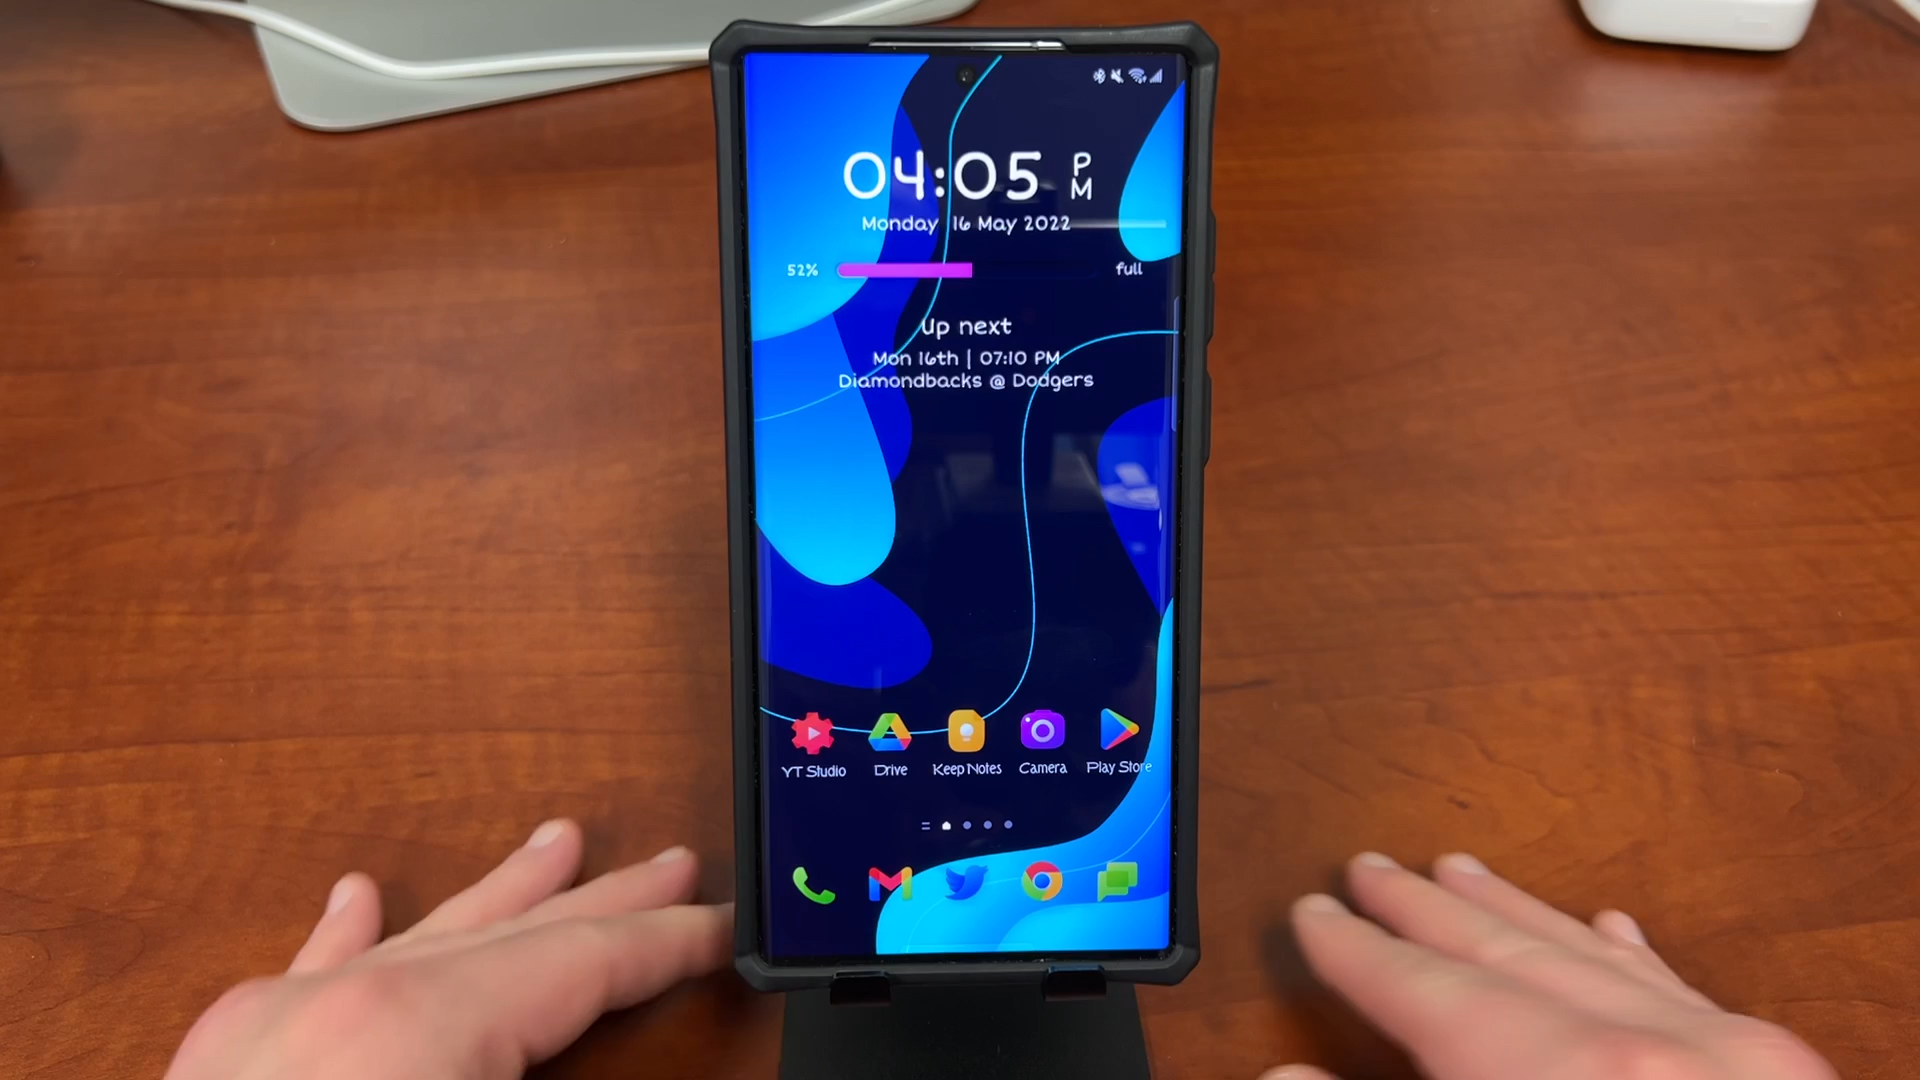 04:05 PM
Monday 16 May 2022
52% full
Up next
Mon 16th | 07:10 PM
Diamondbacks @ Dodgers
YT Studio Drive Keep Notes Camera Play Store